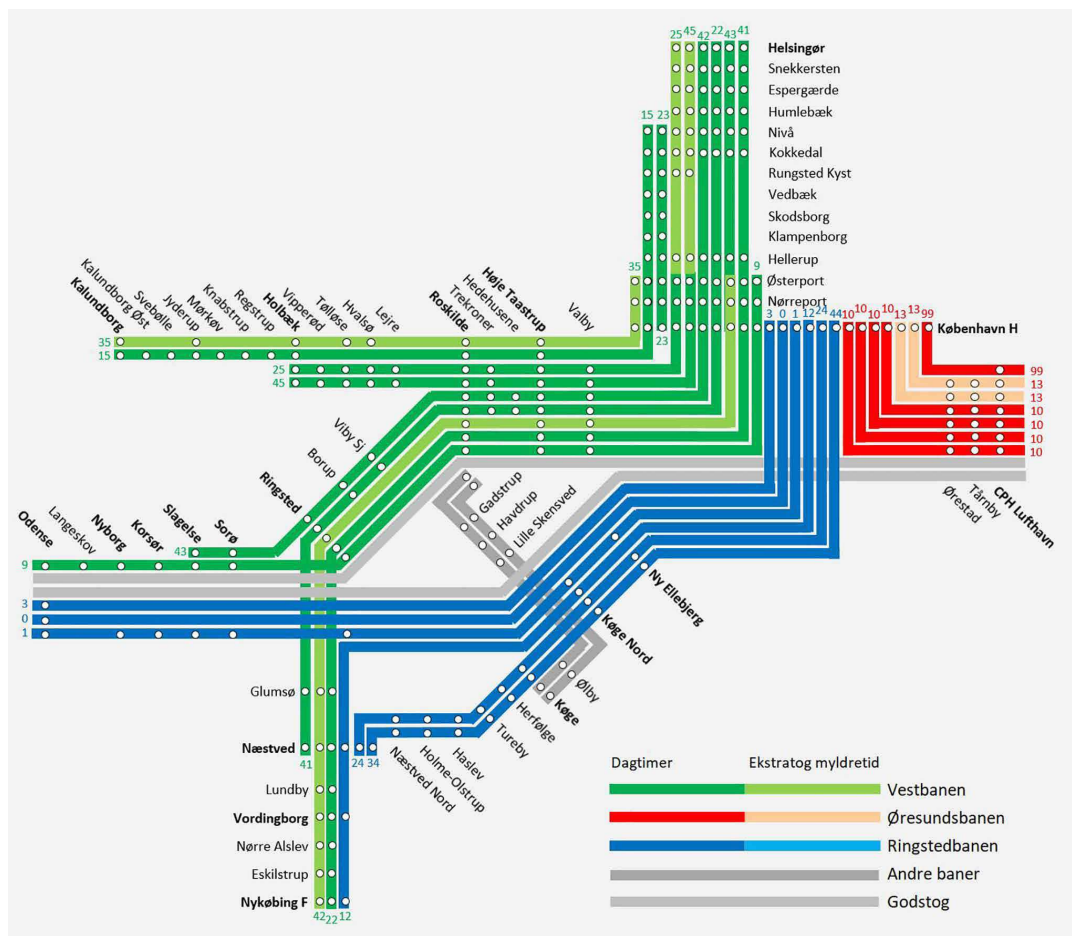 25 45 42 22 43 41
Helsingør
Snekkersten
Espergærde
Humlebæk
15 23
Nivå
Kokkedal
Rungsted Kyst
Vedbæk
Skodsborg
Klampenborg
Hellerup
35
9
Østerport
Nørreport
København H
3 0 1 12 24 44
10 10 10 10 13 13 99
23
Kalundborg
Kalundborg Øst
Svebølle
Jyderup
Mørkøv
Knabstrup
Regstrup
Holbæk
Vipperød
Tølløse
Hvalsø
Lejre
Roskilde
Trekroner
Hedehusene
Høje Taastrup
Valby
35
15
25
45
99
13
13
10
10
10
10
Ørestad
Tårnby
CPH Lufthavn
Viby Sj
Borup
Ringsted
Gadstrup
Havdrup
Lille Skensved
Odense
Langeskov
Nyborg
Korsør
Slagelse
Sorø
43
9
3
0
1
Ny Ellebjerg
Køge Nord
Ølby
Køge
Herfølge
Tureby
Haslev
Holme-Olstrup
Næstved Nord
Glumsø
Næstved
41
24 34
Lundby
Vordingborg
Nørre Alslev
Eskilstrup
Nykøbing F
42 22 12
Dagtimer Ekstratog myldretid
Vestbanen
Øresundsbanen
Ringstedbanen
Andre baner
Godstog